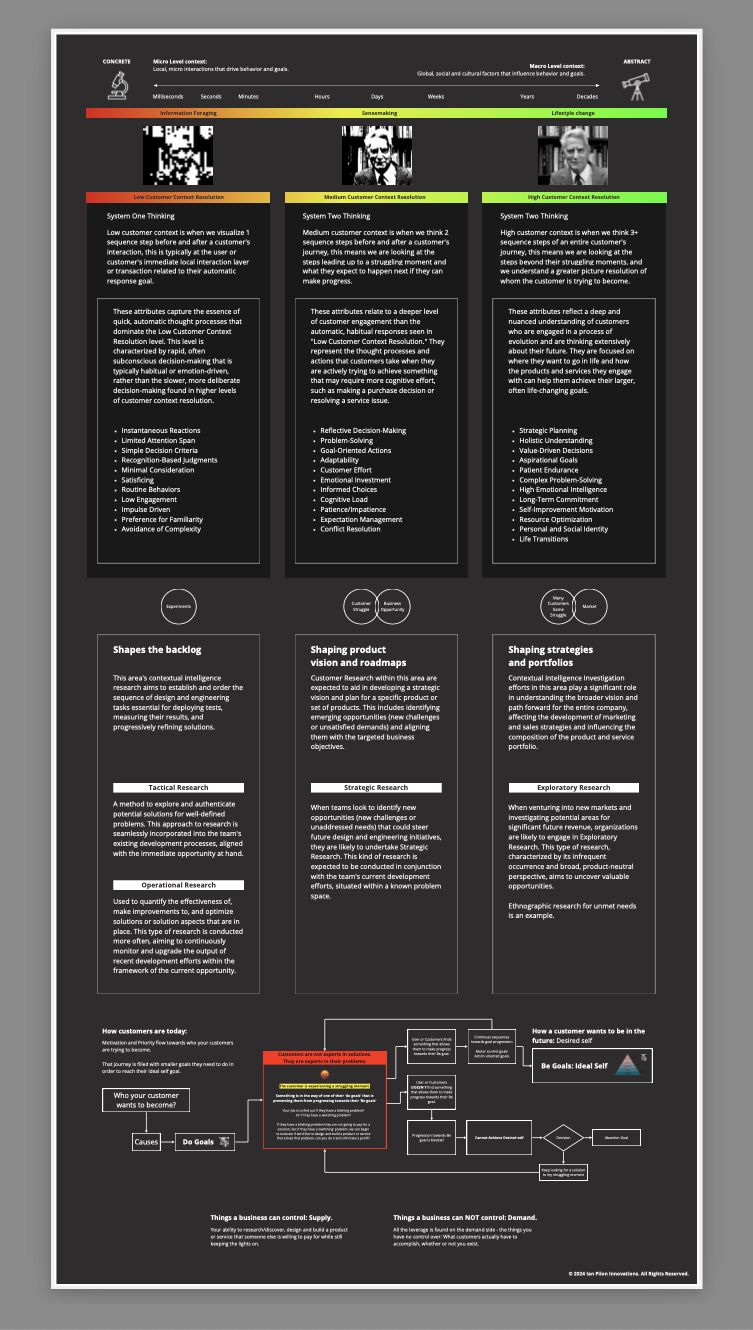 CONCRETE
Micro Level context:
Local, micro interactions that drive behavior and goals.
Macro Level context:
Global, social and cultural factors that influence behavior and goals.
ABSTRACT
Milliseconds Seconds Minutes Hours Days Weeks Years Decades
Information Foraging Sensemaking Lifestyle change
Low Customer Context Resolution
System One Thinking
Low customer context is when we visualize 1
sequence step before and after a customer's
interaction, this is typically at the user or
customer's immediate local interaction layer
or transaction related to their automatic
response goal.
These attributes capture the essence of
quick, automatic thought processes that
dominate the Low Customer Context
Resolution level. This level is
characterized by rapid, often
subconscious decision-making that is
typically habitual or emotion-driven,
rather than the slower, more deliberate
decision-making found in higher levels
of customer context resolution.
• Instantaneous Reactions
• Limited Attention Span
• Simple Decision Criteria
• Recognition-Based Judgments
• Minimal Consideration
• Satisficing
• Routine Behaviors
• Low Engagement
• Impulse Driven
• Preference for Familiarity
• Avoidance of Complexity
Medium Customer Context Resolution
System Two Thinking
Medium customer context is when we think 2
sequence steps before and after a customer's
journey, this means we are looking at the
steps leading up to a struggling moment and
what they expect to happen next if they can
make progress.
These attributes relate to a deeper level
of customer engagement than the
automatic, habitual responses seen in
"Low Customer Context Resolution." They
represent the thought processes and
actions that customers take when they
are actively trying to achieve something
that may require more cognitive effort,
such as making a purchase decision or
resolving a service issue.
• Reflective Decision-Making
• Problem-Solving
• Goal-Oriented Actions
• Adaptability
• Customer Effort
• Emotional Investment
• Informed Choices
• Cognitive Load
• Patience/Impatience
• Expectation Management
• Conflict Resolution
High Customer Context Resolution
System Two Thinking
High customer context is when we think 3+
sequence steps of an entire customer's
journey, this means we are looking at the
steps beyond their struggling moments, and
we understand a greater picture resolution of
whom the customer is trying to become.
These attributes reflect a deep and
nuanced understanding of customers
who are engaged in a process of
evolution and are thinking extensively
about their future. They are focused on
where they want to go in life and how
the products and services they engage
with can help them achieve their larger,
often life-changing goals.
• Strategic Planning
• Holistic Understanding
• Value-Driven Decisions
• Aspirational Goals
• Patient Endurance
• Complex Problem-Solving
• High Emotional Intelligence
• Long-Term Commitment
• Self-Improvement Motivation
• Resource Optimization
• Personal and Social Identity
• Life Transitions
Experiments
Customer
Struggle
Business
Opportunity
Many
Customers
Same
Struggle
Market
Shapes the backlog
This area's contextual intelligence
research aims to establish and order the
sequence of design and engineering
tasks essential for deploying tests,
measuring their results, and
progressively refining solutions.
Tactical Research
A method to explore and authenticate
potential solutions for well-defined
problems. This approach to research is
seamlessly incorporated into the team's
existing development processes, aligned
with the immediate opportunity at hand.
Operational Research
Used to quantify the effectiveness of,
make improvements to, and optimize
solutions or solution aspects that are in
place. This type of research is conducted
more often, aiming to continuously
monitor and upgrade the output of
recent development efforts within the
framework of the current opportunity.
Shaping product
vision and roadmaps
Customer Research within this area are
expected to aid in developing a strategic
vision and plan for a specific product or
set of products. This includes identifying
emerging opportunities (new challenges
or unsatisfied demands) and aligning
them with the targeted business
objectives.
Strategic Research
When teams look to identify new
opportunities (new challenges or
unaddressed needs) that could steer
future design and engineering initiatives,
they are likely to undertake Strategic
Research. This kind of research is
expected to be conducted in conjunction
with the team's current development
efforts, situated within a known problem
space.
Shaping strategies
and portfolios
Contextual Intelligence Investigation
efforts in this area play a significant role
in understanding the broader vision and
path forward for the entire company,
affecting the development of marketing
and sales strategies and influencing the
composition of the product and service
portfolio.
Exploratory Research
When venturing into new markets and
investigating potential areas for
significant future revenue, organizations
are likely to engage in Exploratory
Research. This type of research,
characterized by its infrequent
occurrence and broad, product-neutral
perspective, aims to uncover valuable
opportunities.
Ethnographic research for unmet needs
is an example.
How customers are today:
Motivation and Priority flow towards who your customers
are trying to become.
That journey is filled with smaller goals they need to do in
order to reach their ideal self goal.
Who your customer
wants to become?
Causes
Do Goals
Customers are not experts in solutions.
They are experts in their problems.
The customer is experiencing a struggling moment
Something is in the way of one of their 'do goals' that is
preventing them from progressing towards their 'Be goals'
Your job is to find out if they have a blocking problem?
Or if they have a switching problem?
If they have a blocking problem they are not going to pay for a
solution, but if they have a 'switching' problem, we can begin
to evaluate if we'd like to design and build a product or service
that solves that problem, can you do it and still make a profit?
User or Customers finds
something that allows
them to make progress
towards their Be goal.
Continues sequences
towards goal progression
Motor control goals
Action oriented goals
User or Customers
DOESN'T find something
that allows them to make
progress towards their Be
goal.
Progression towards Be
goal is blocked
Cannot Achieve Desired self
Decision
Abandon Goal
Keep looking for a solution
to my struggling moment
How a customer wants to be in the
future: Desired self
Be Goals: Ideal Self
Things a business can control: Supply.
Your ability to research/discover, design and build a product
or service that someone else is willing to pay for while still
keeping the lights on.
Things a business can NOT control: Demand.
All the leverage is found on the demand side - the things you
have no control over: What customers actually have to
accomplish, whether or not you exist.
© 2024 Ian Pilon Innovations. All Rights Reserved.